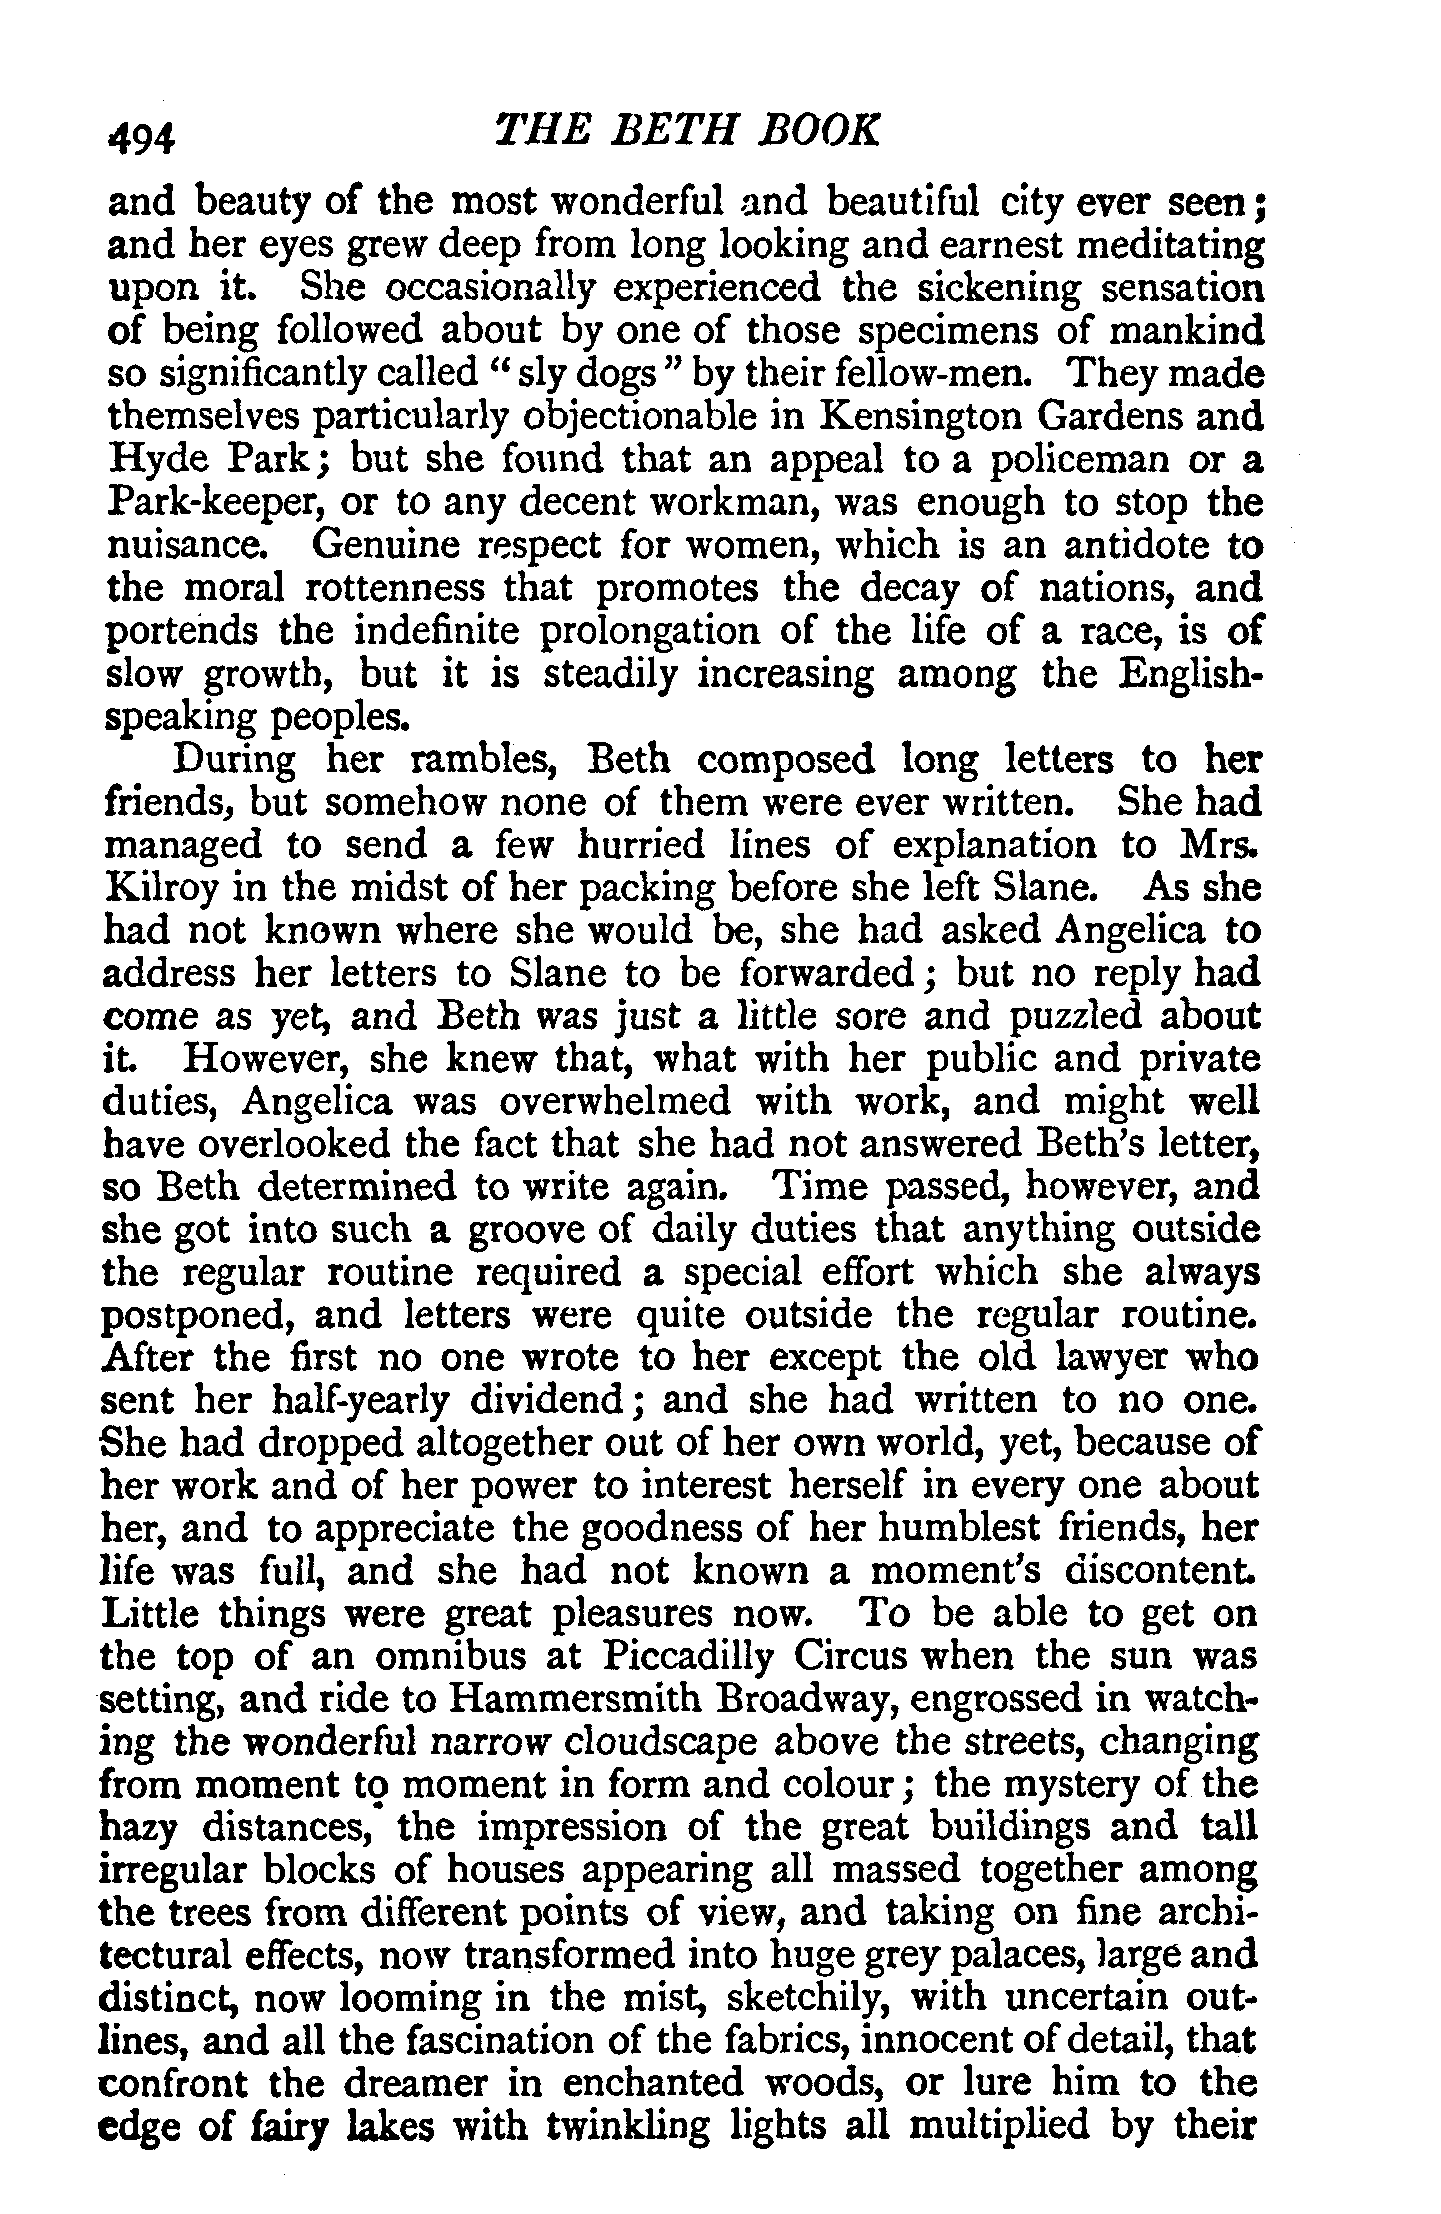 494 THE BETH BOOK
and beauty of the most wonderful and beautiful city ever seen;
and her eyes grew deep from long looking and earnest meditating
upon it. She occasionally experienced the sickening sensation
of being followed about by one of those specimens of mankind
so significantly called “sly dogs” by their fellow-men. They made
themselves particularly objectionable in Kensington Gardens and
Hyde Park; but she found that an appeal to a policeman or a
Park-keeper, or to any decent workman, was enough to stop the
nuisance. Genuine respect for women, which is an antidote to
the moral rottenness that promotes the decay of nations, and
portends the indefinite prolongation of the life of a race, is of
slow growth, but it is steadily increasing among the English-
speaking peoples.
During her rambles, Beth composed long letters to her
friends, but somehow none of them were ever written. She had
managed to send a few hurried lines of explanation to Mrs.
Kilroy in the midst of her packing before she left Slane. As she
had not known where she would be, she had asked Angelica to
address her letters to Slane to be forwarded; but no reply had
come as yet, and Beth was just a little sore and puzzled about
it. However, she knew that, what with her public and private
duties, Angelica was overwhelmed with work, and might well
have overlooked the fact that she had not answered Beth's letter,
so Beth determined to write again. Time passed, however, and
she got into such a groove of daily duties that anything outside
the regular routine required a special effort which she always
postponed, and letters were quite outside the regular routine.
After the first no one wrote to her except the old lawyer who
sent her half-yearly dividend; and she had written to no one.
She had dropped altogether out of her own world, yet, because of
her work and of her power to interest herself in every one about
her, and to appreciate the goodness of her humblest friends, her
life was full, and she had not known a moment's discontent.
Little things were great pleasures now. To be able to get on
the top of an omnibus at Piccadilly Circus when the sun was
setting, and ride to Hammersmith Broadway, engrossed in watch-
ing the wonderful narrow cloudscape above the streets, changing
from moment to moment in form and colour; the mystery of the
hazy distances, the impression of the great buildings and tall
irregular blocks of houses appearing all massed together among
the trees from different points of view, and taking on fine archi-
tectural effects, now transformed into huge grey palaces, large and
distinct, now looming in the mist, sketchily, with uncertain out-
lines, and all the fascination of the fabrics, innocent of detail, that
confront the dreamer in enchanted woods, or lure him to the
edge of fairy lakes with twinkling lights all multiplied by their